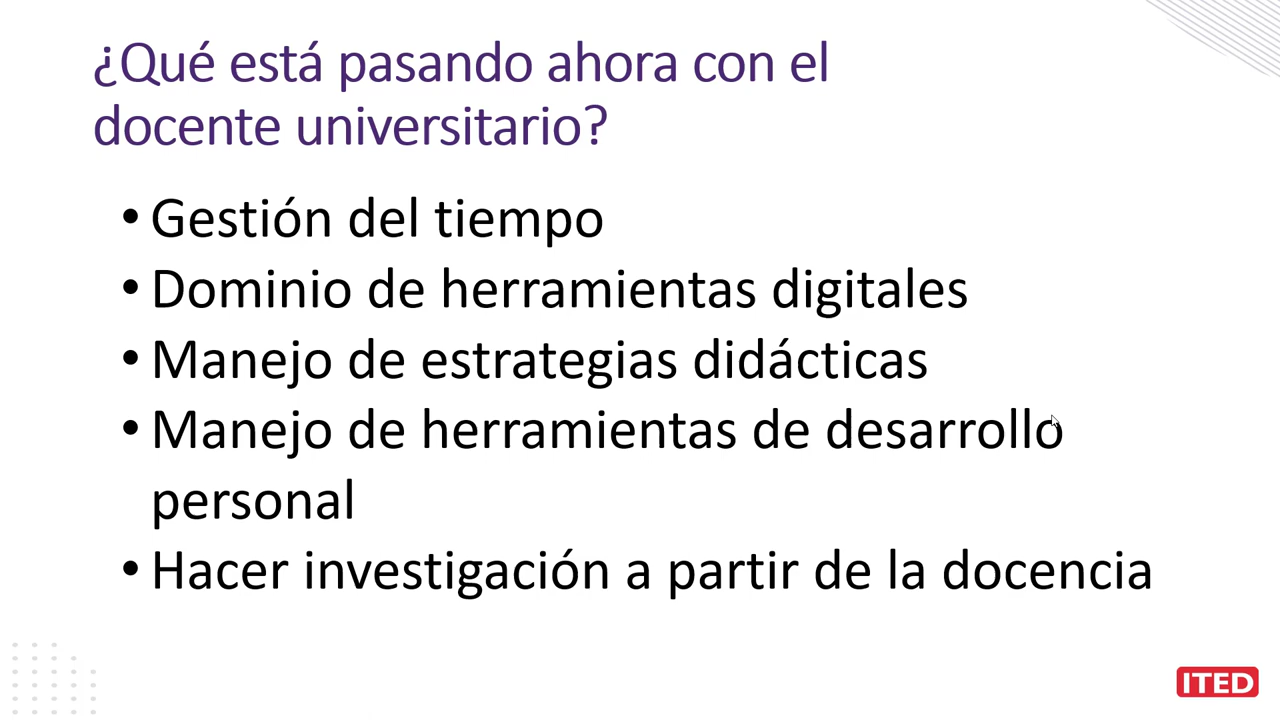 ¿Qué está pasando ahora con el
docente universitario?
• Gestión del tiempo
• Dominio de herramientas digitales
• Manejo de estrategias didácticas
• Manejo de herramientas de desarrollo
personal
• Hacer investigación a partir de la docencia
ITED